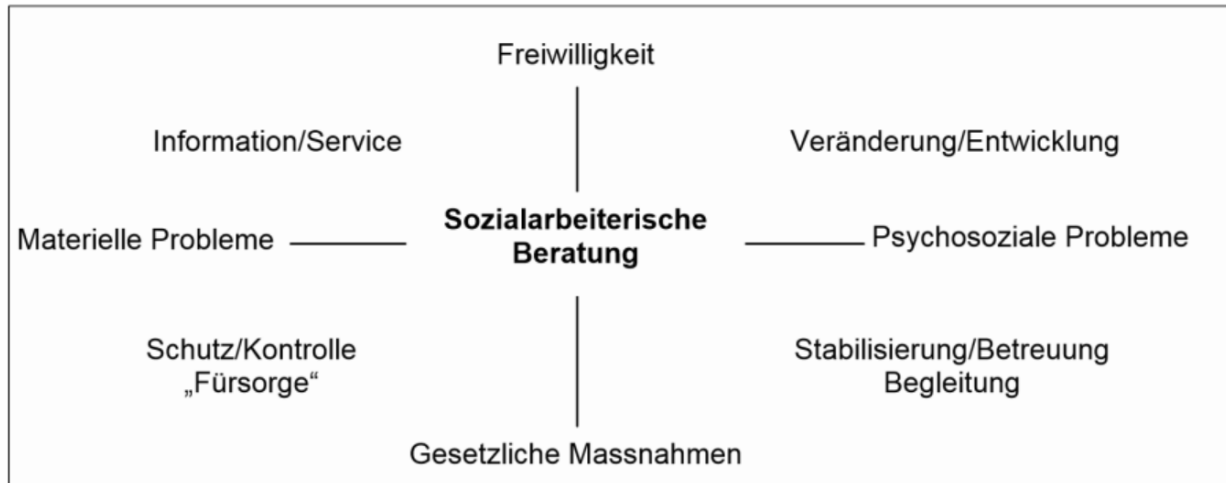 Freiwilligkeit
Information/Service
Veränderung/Entwicklung
Materielle Probleme
Sozialarbeiterische
Beratung
Psychosoziale Probleme
Schutz/Kontrolle
„Fürsorge“
Stabilisierung/Betreuung
Begleitung
Gesetzliche Massnahmen